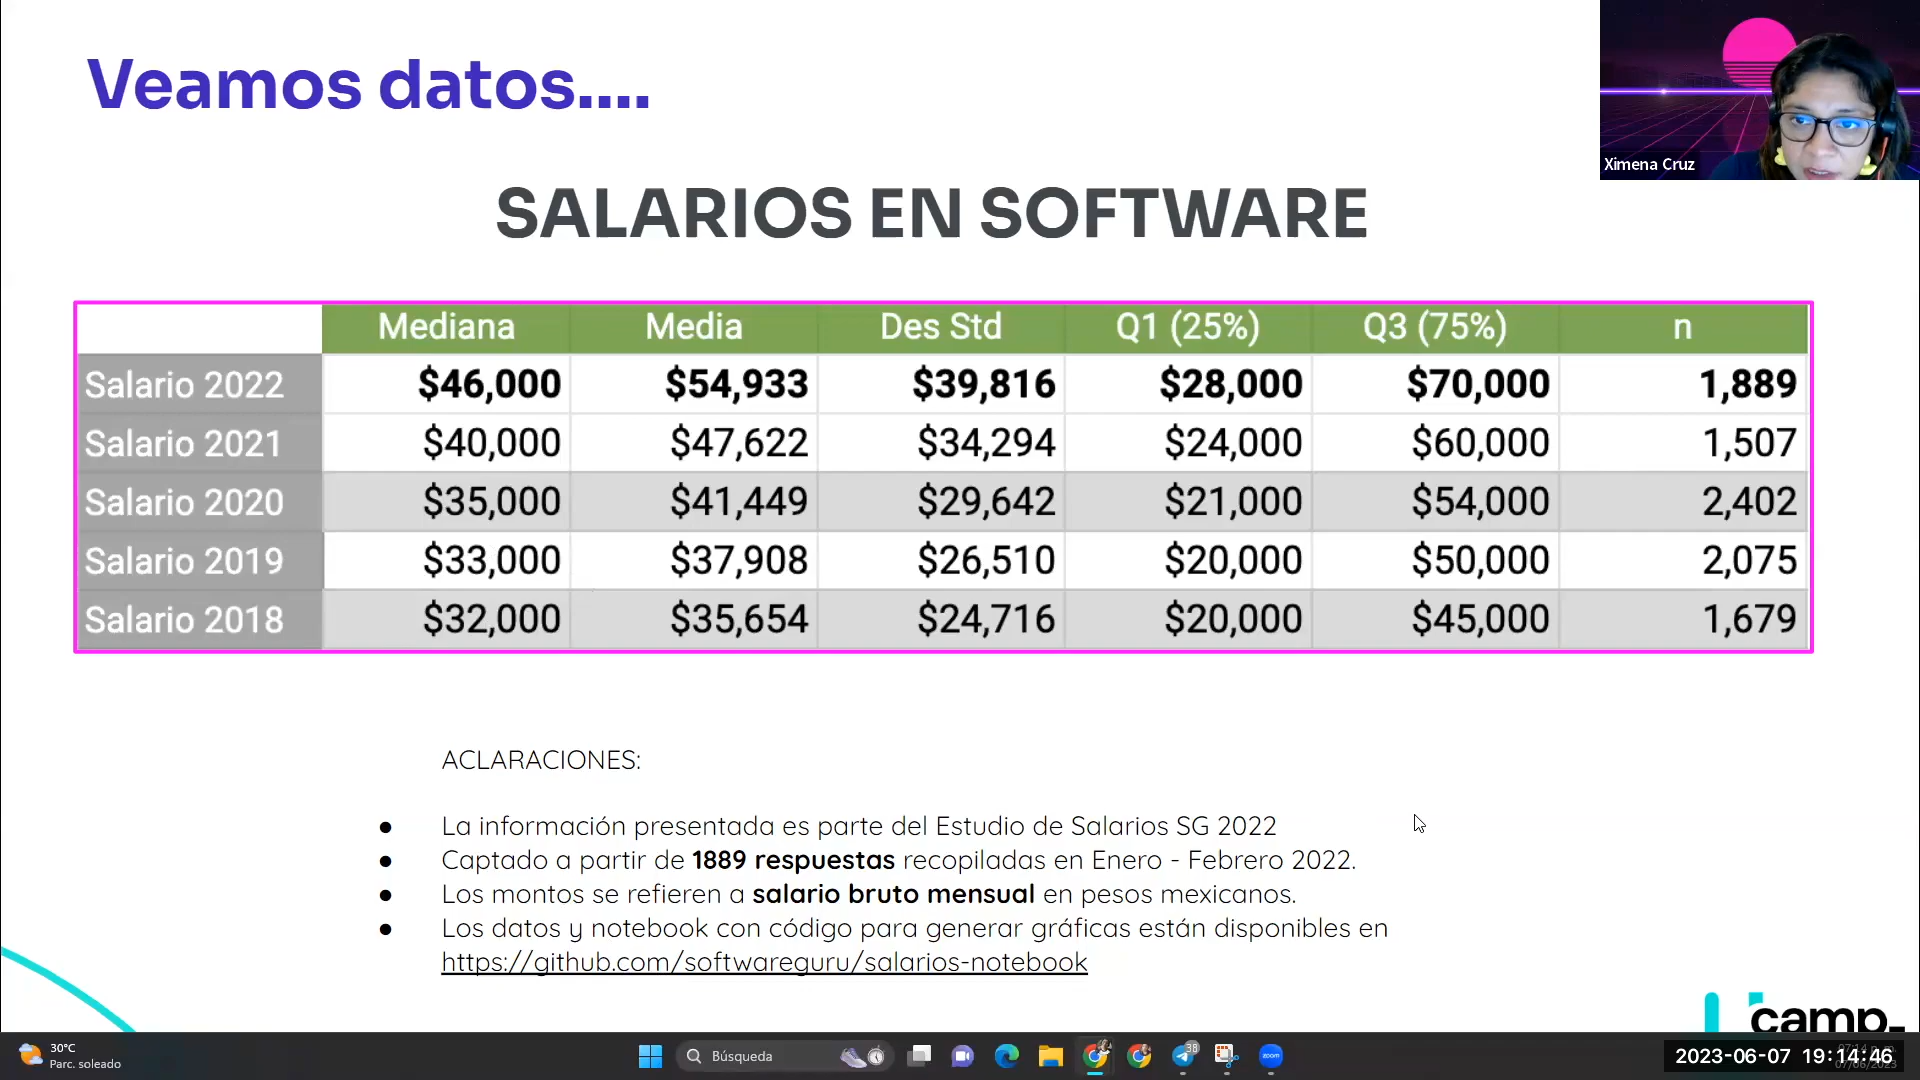 Veamos datos....
Ximena Cruz
SALARIOS EN SOFTWARE
Mediana Media Des Std Q1 (25%) Q3 (75%) n
Salario 2022 $46,000 $54,933 $39,816 $28,000 $70,000 1,889
Salario 2021 $40,000 $47,622 $34,294 $24,000 $60,000 1,507
Salario 2020 $35,000 $41,449 $29,642 $21,000 $54,000 2,402
Salario 2019 $33,000 $37,908 $26,510 $20,000 $50,000 2,075
Salario 2018 $32,000 $35,654 $24,716 $20,000 $45,000 1,679
ACLARACIONES:
● La información presentada es parte del Estudio de Salarios SG 2022
● Captado a partir de 1889 respuestas recopiladas en Enero - Febrero 2022.
● Los montos se refieren a salario bruto mensual en pesos mexicanos.
● Los datos y notebook con código para generar gráficas están disponibles en
https://github.com/softwareguru/salarios-notebook
camp_
30°C
Parc. soleado
Búsqueda
38
zoom
2023-06-07 19:14:46